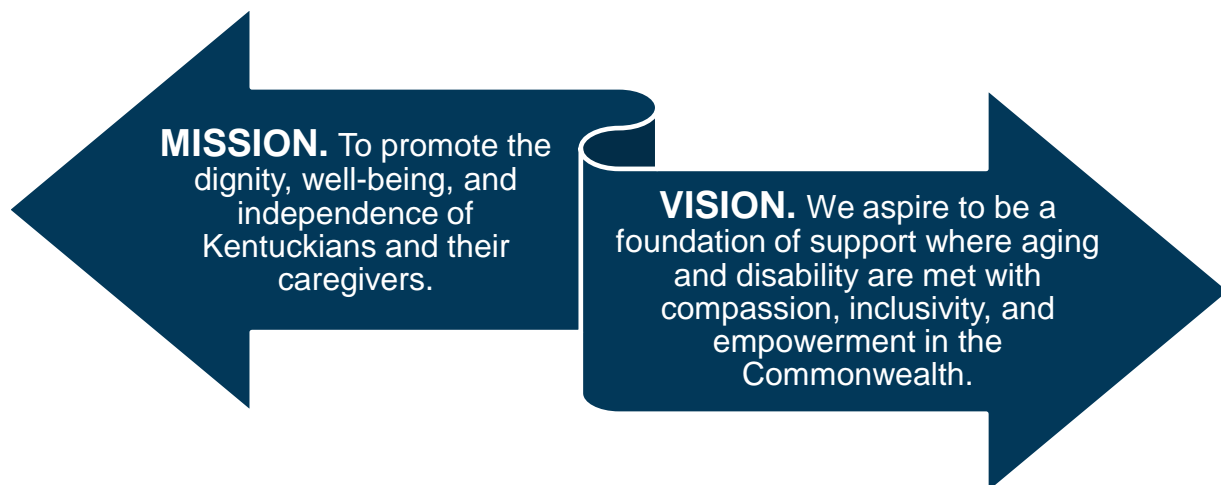 MISSION. To promote the
dignity, well-being, and
independence of
Kentuckians and their
caregivers.
VISION. We aspire to be a
foundation of support where aging
and disability are met with
compassion, inclusivity, and
empowerment in the
Commonwealth.